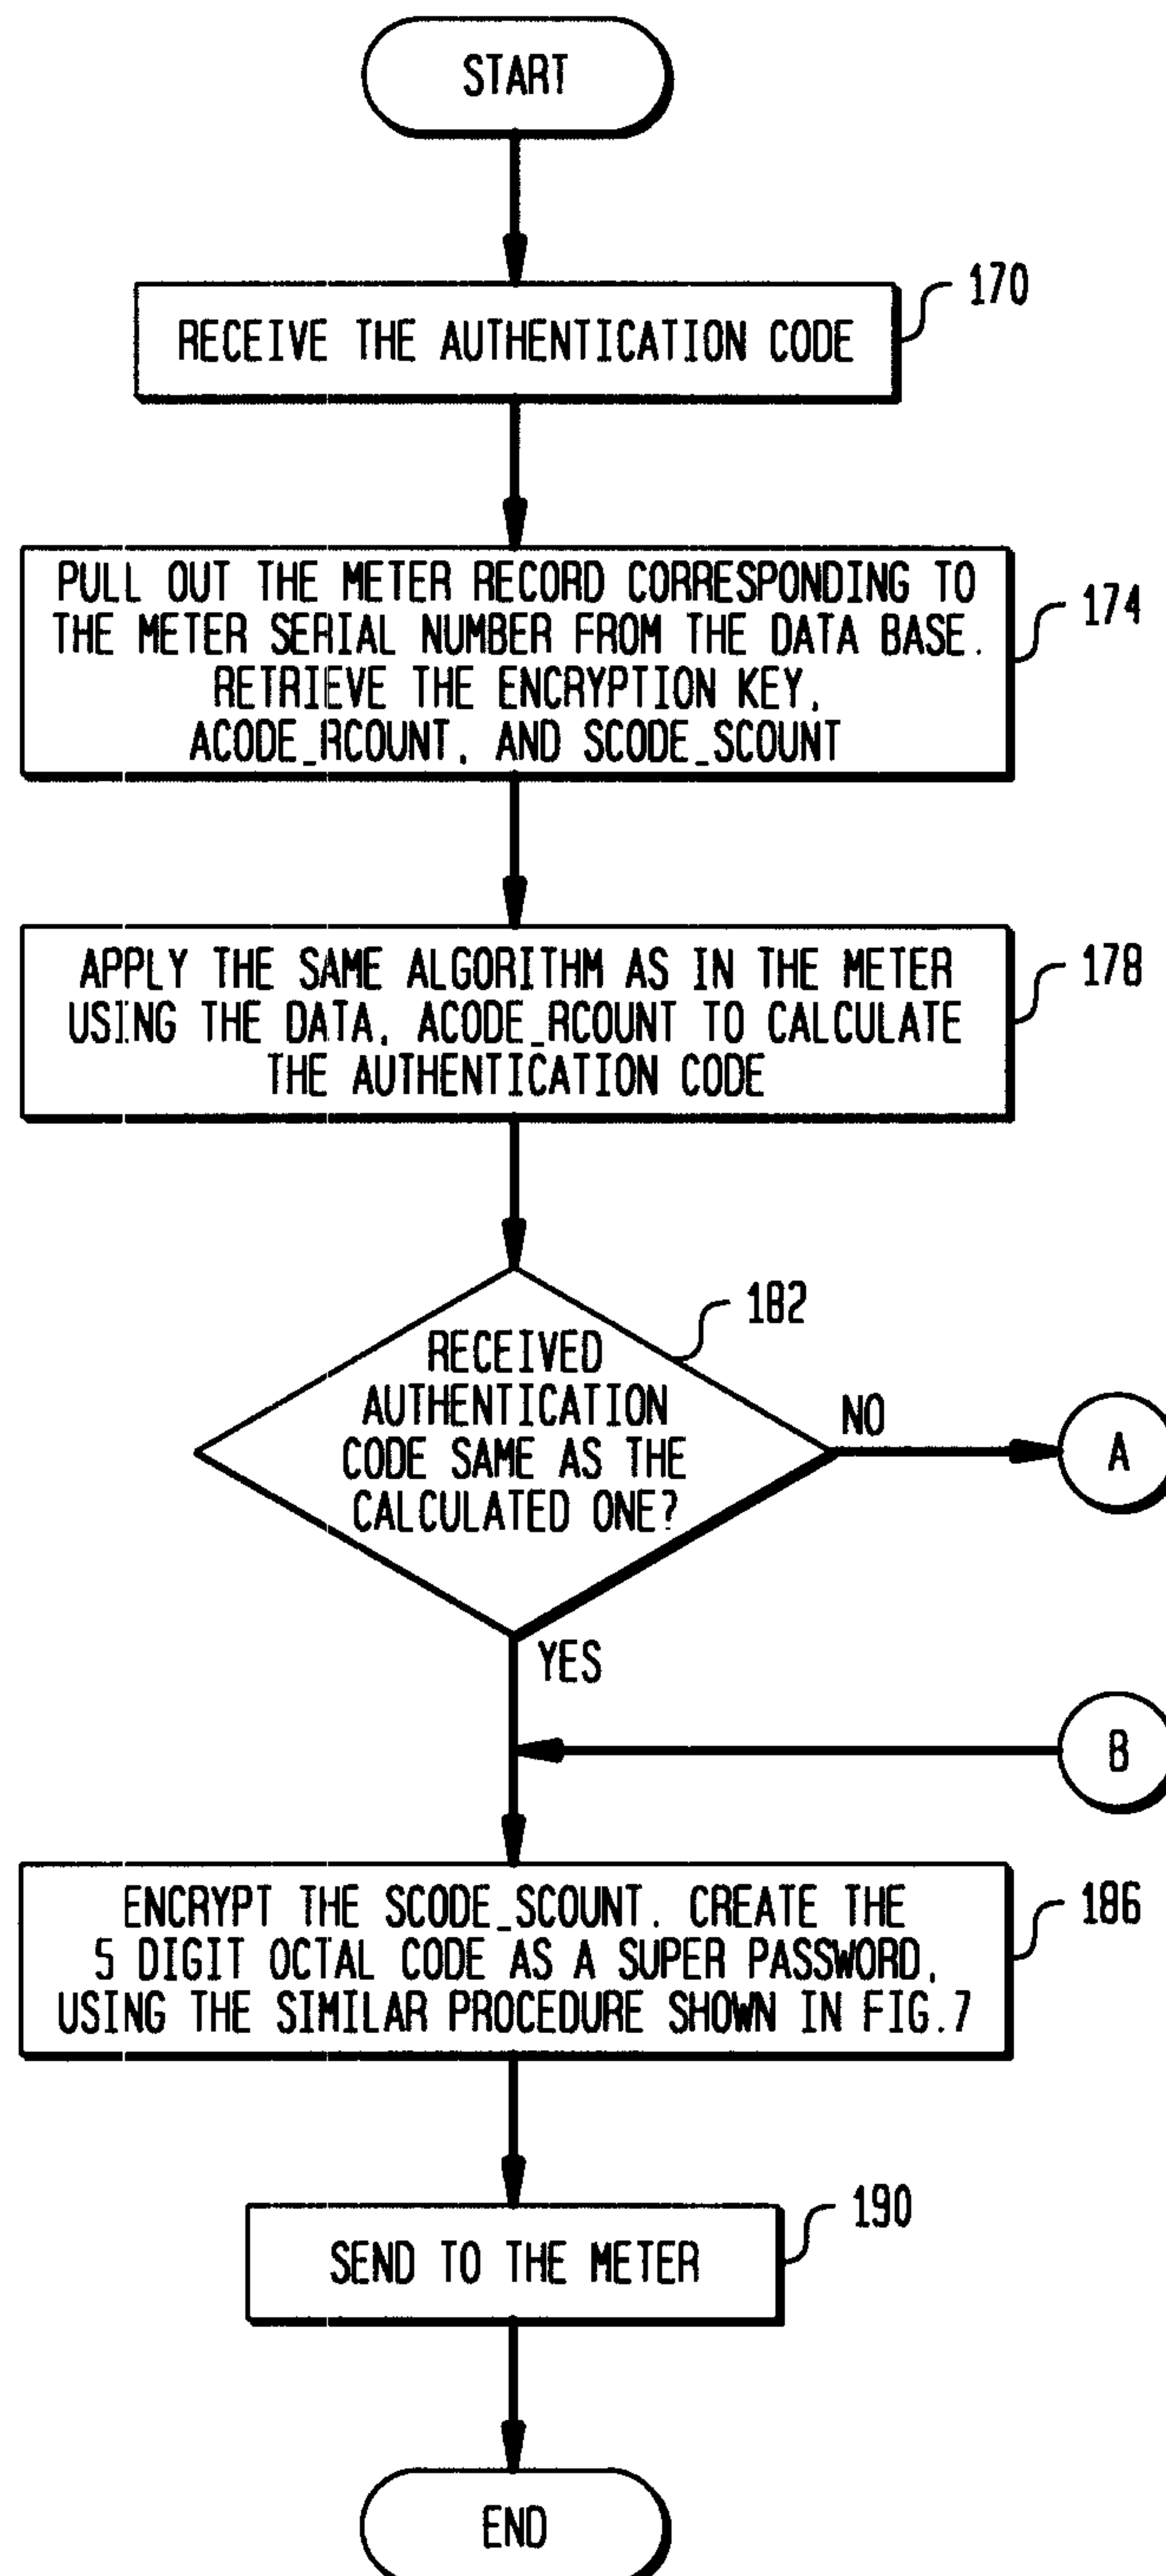 START
170
RECEIVE THE AUTHENTICATION CODE
PULL OUT THE METER RECORD CORRESPONDING TO
THE METER SERIAL NUMBER FROM THE DATA BASE.
RETRIEVE THE ENCRYPTION KEY,
ACODE_RCOUNT, AND SCODE_SCOUNT
174
APPLY THE SAME ALGORITHM AS IN THE METER
USING THE DATA, ACODE_RCOUNT TO CALCULATE
THE AUTHENTICATION CODE
178
182
RECEIVED
AUTHENTICATION
CODE SAME AS THE
CALCULATED ONE?
NO
A
YES
B
ENCRYPT THE SCODE_SCOUNT. CREATE THE
5 DIGIT OCTAL CODE AS A SUPER PASSWORD,
USING THE SIMILAR PROCEDURE SHOWN IN FIG.7
186
190
SEND TO THE METER
END